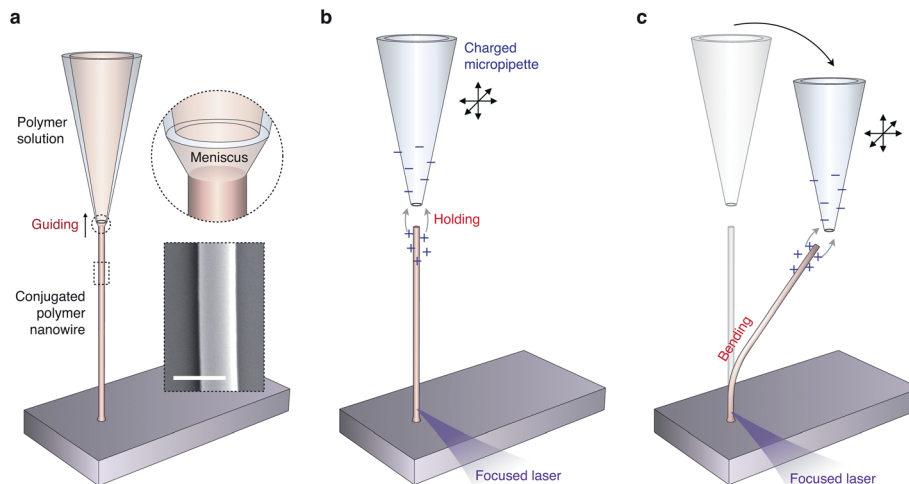 a
Polymer
solution
Meniscus
Guiding
Conjugated
polymer
nanowire
b
Charged
micropipette
Holding
Focused laser
c
Bending
Focused laser